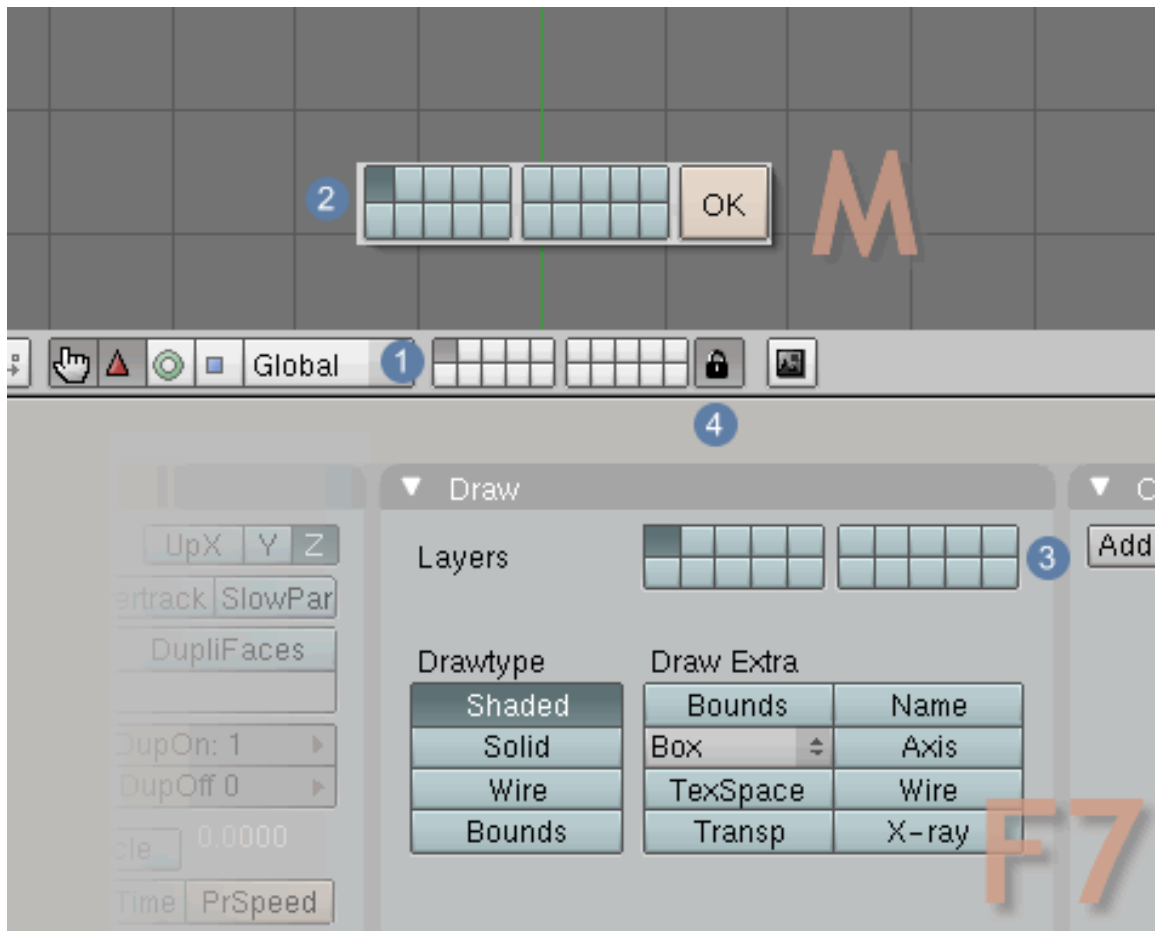 2
OK
M
Global
1
4
Draw
C
UpX Y Z
Layers
3
Add
ertrack SlowPar
DupliFaces
Drawtype
Draw Extra
Shaded
Bounds
Name
DupOn: 1
Solid
Box
Axis
DupOff 0
Wire
TexSpace
Wire
cle 0.0000
Bounds
Transp
X-ray
Time PrSpeed
F7